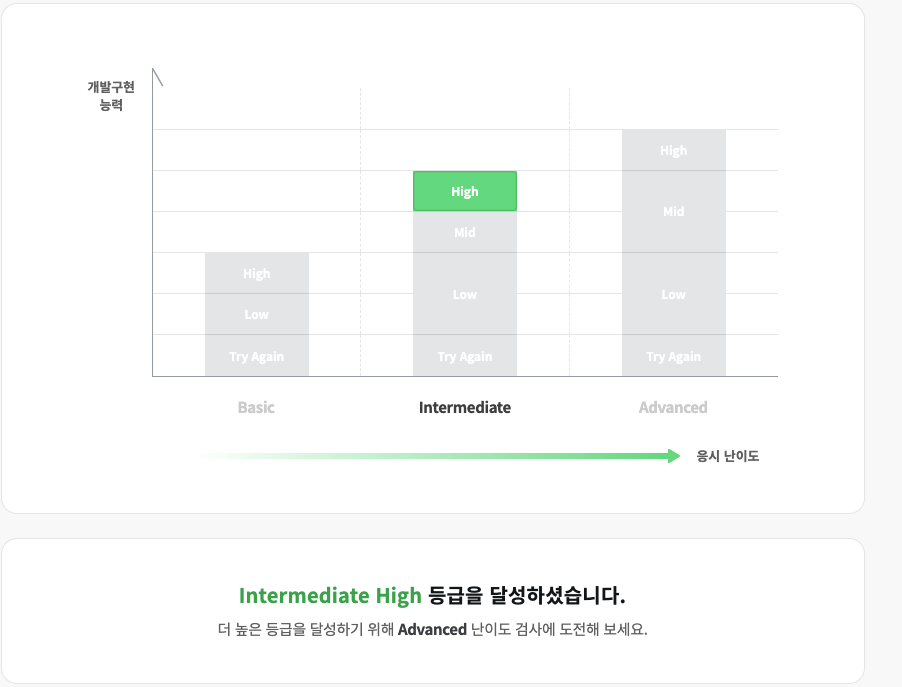 개발구현
능력
High
High
Mid
Mid
High
Low
Low
Low
Try Again
Try Again
Try Again
Basic
Intermediate
Advanced
응시 난이도
Intermediate High 등급을 달성하셨습니다.
더 높은 등급을 달성하기 위해 Advanced 난이도 검사에 도전해 보세요.